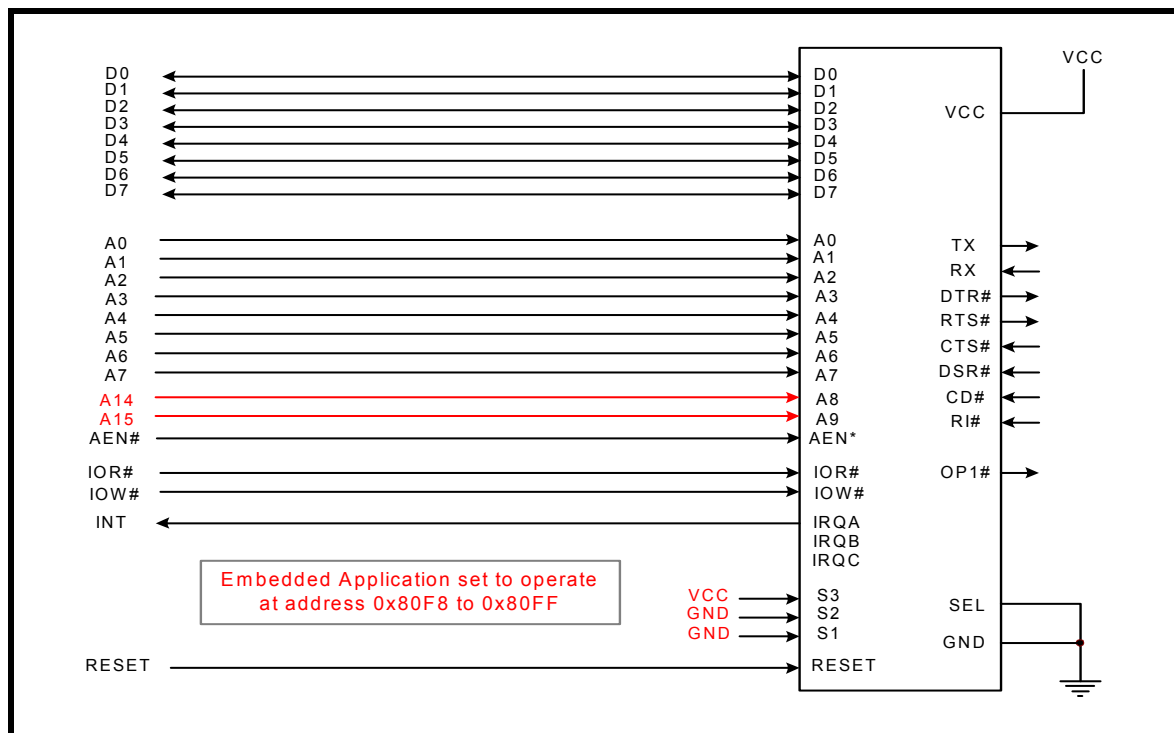 D0
D1
D2
D3
D4
D5
D6
D7
A0
A1
A2
A3
A4
A5
A6
A7
A14
A15
AEN#
IOR#
IOW#
INT
RESET
Embedded Application set to operate
at address 0x80F8 to 0x80FF
VCC
GND
GND
D0
D1
D2
D3
D4
D5
D6
D7
A0
A1
A2
A3
A4
A5
A6
A7
A8
A9
AEN*
IOR#
IOW#
IRQA
IRQB
IRQC
S3
S2
S1
RESET
VCC
TX
RX
DTR#
RTS#
CTS#
DSR#
CD#
RI#
OP1#
SEL
GND
VCC